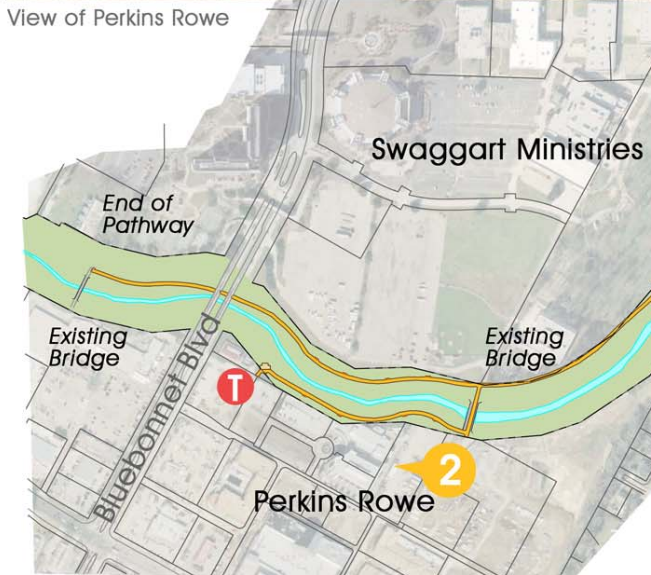 View of Perkins Rowe
Swaggart Ministries
End of
Pathway
Existing
Bridge
Existing
Bridge
Bluebonnet Blvd
T
2
Perkins Rowe